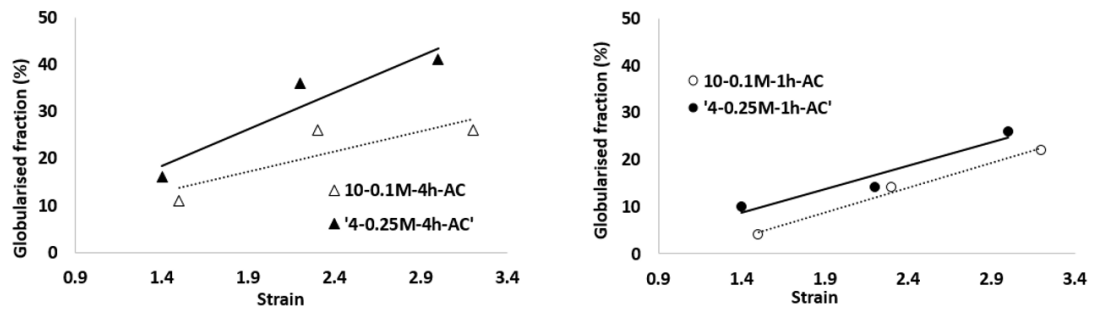 50
40
30
20
10
0
Globularised fraction (%)
10-0.1M-4h-AC
'4-0.25M-4h-AC'
0.9 1.4 1.9 2.4 2.9 3.4
Strain
50
40
30
20
10
0
Globularised fraction (%)
10-0.1M-1h-AC
'4-0.25M-1h-AC'
0.9 1.4 1.9 2.4 2.9 3.4
Strain